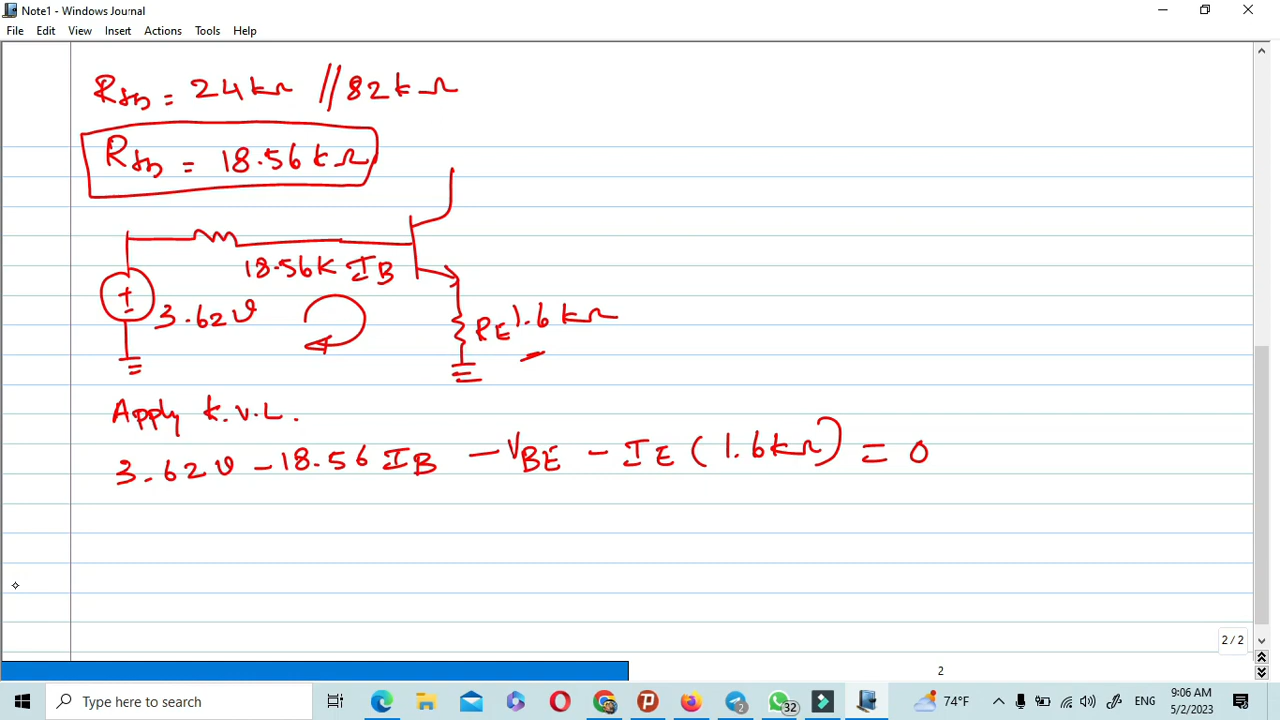 Note1 - Windows Journal
File Edit View Insert Actions Tools Help
Rth = 24kΩ // 82kΩ
Rth = 18.56kΩ
18.56K IB
+
-
3.62v
RE 1.6kΩ
Apply K.V.L.
3.62v - 18.56 IB - VBE - IE (1.6kΩ) = 0
2/2
2
Type here to search
2
32
74°F
ENG
9:06 AM
5/2/2023